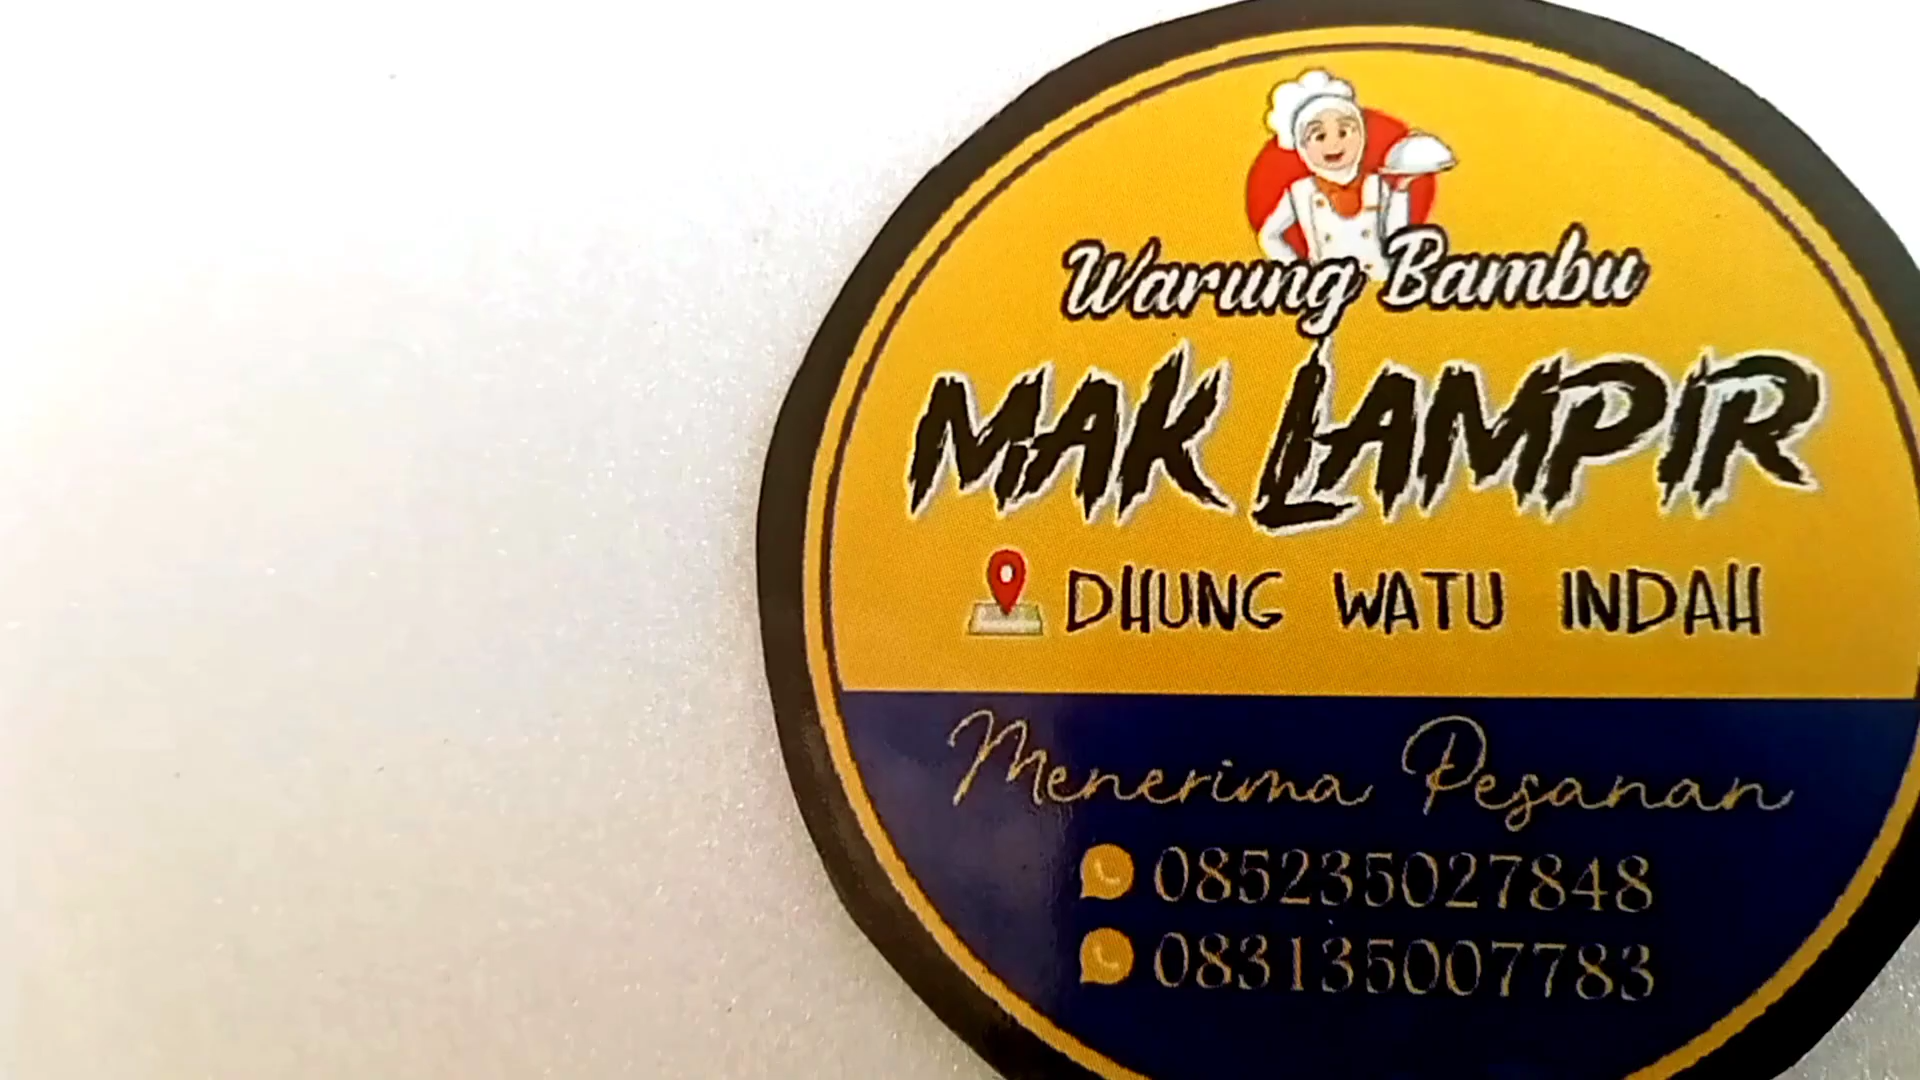 Warung Bambu
MAK LAMPIR
DHUNG WATU INDAH
Menerima Pesanan
085235027848
083135007783